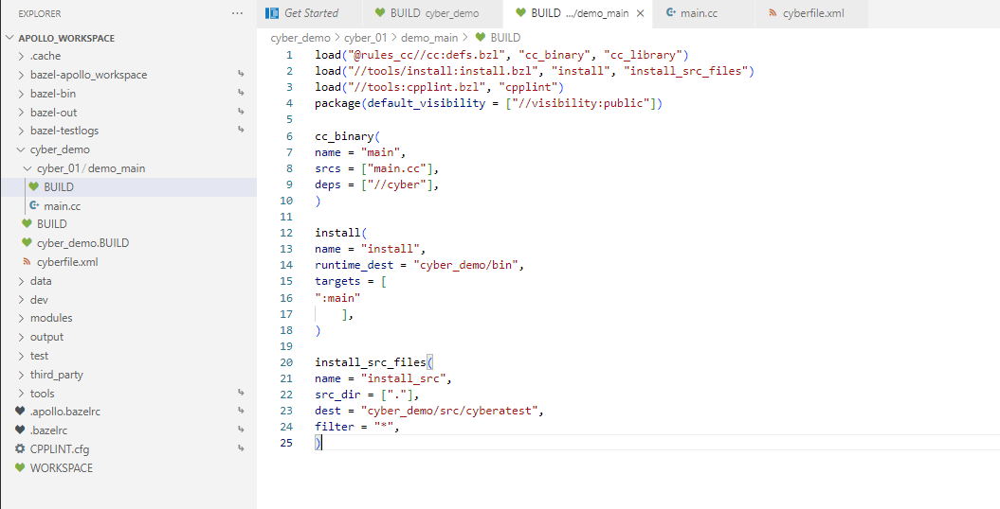 EXPLORER
···
Get Started
BUILD cyber_demo
BUILD .../demo_main
main.cc
cyberfile.xml
APOLLO_WORKSPACE
.cache
bazel-apollo_workspace
bazel-bin
bazel-out
bazel-testlogs
cyber_demo
cyber_01 / demo_main
BUILD
main.cc
BUILD
cyber_demo.BUILD
cyberfile.xml
data
dev
modules
output
test
third_party
tools
.apollo.bazelrc
.bazelrc
CPPLINT.cfg
WORKSPACE
cyber_demo > cyber_01 > demo_main > BUILD
1 load("@rules_cc//cc:defs.bzl", "cc_binary", "cc_library")
2 load("//tools/install:install.bzl", "install", "install_src_files")
3 load("//tools:cpplint.bzl", "cpplint")
4 package(default_visibility = ["//visibility:public"])
5
6 cc_binary(
7 name = "main",
8 srcs = ["main.cc"],
9 deps = ["//cyber"],
10 )
11
12 install(
13 name = "install",
14 runtime_dest = "cyber_demo/bin",
15 targets = [
16 ":main"
17     ],
18 )
19
20 install_src_files(
21 name = "install_src",
22 src_dir = ["."],
23 dest = "cyber_demo/src/cyberatest",
24 filter = "*",
25 )